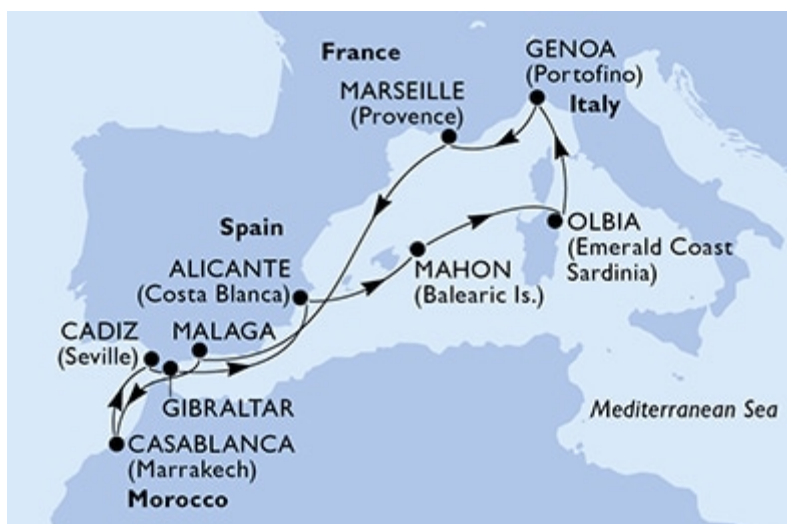 France
GENOA
(Portofino)
Italy
MARSEILLE
(Provence)
Spain
ALICANTE
(Costa Blanca)
MAHON
(Balearic Is.)
OLBIA
(Emerald Coast
Sardinia)
CADIZ
(Seville)
MALAGA
GIBRALTAR
CASABLANCA
(Marrakech)
Morocco
Mediterranean Sea